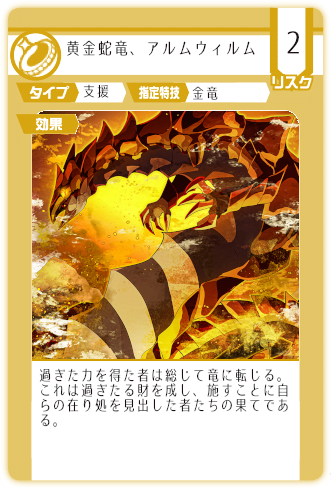 黄金蛇竜、アルムウィルム
2
リスク
タイプ 支援 指定特技 金竜
効果
過ぎた力を得た者は総じて竜に転じる。
これは過ぎたる財を成し、施すことに自
らの在り処を見出した者たちの果てであ
る。